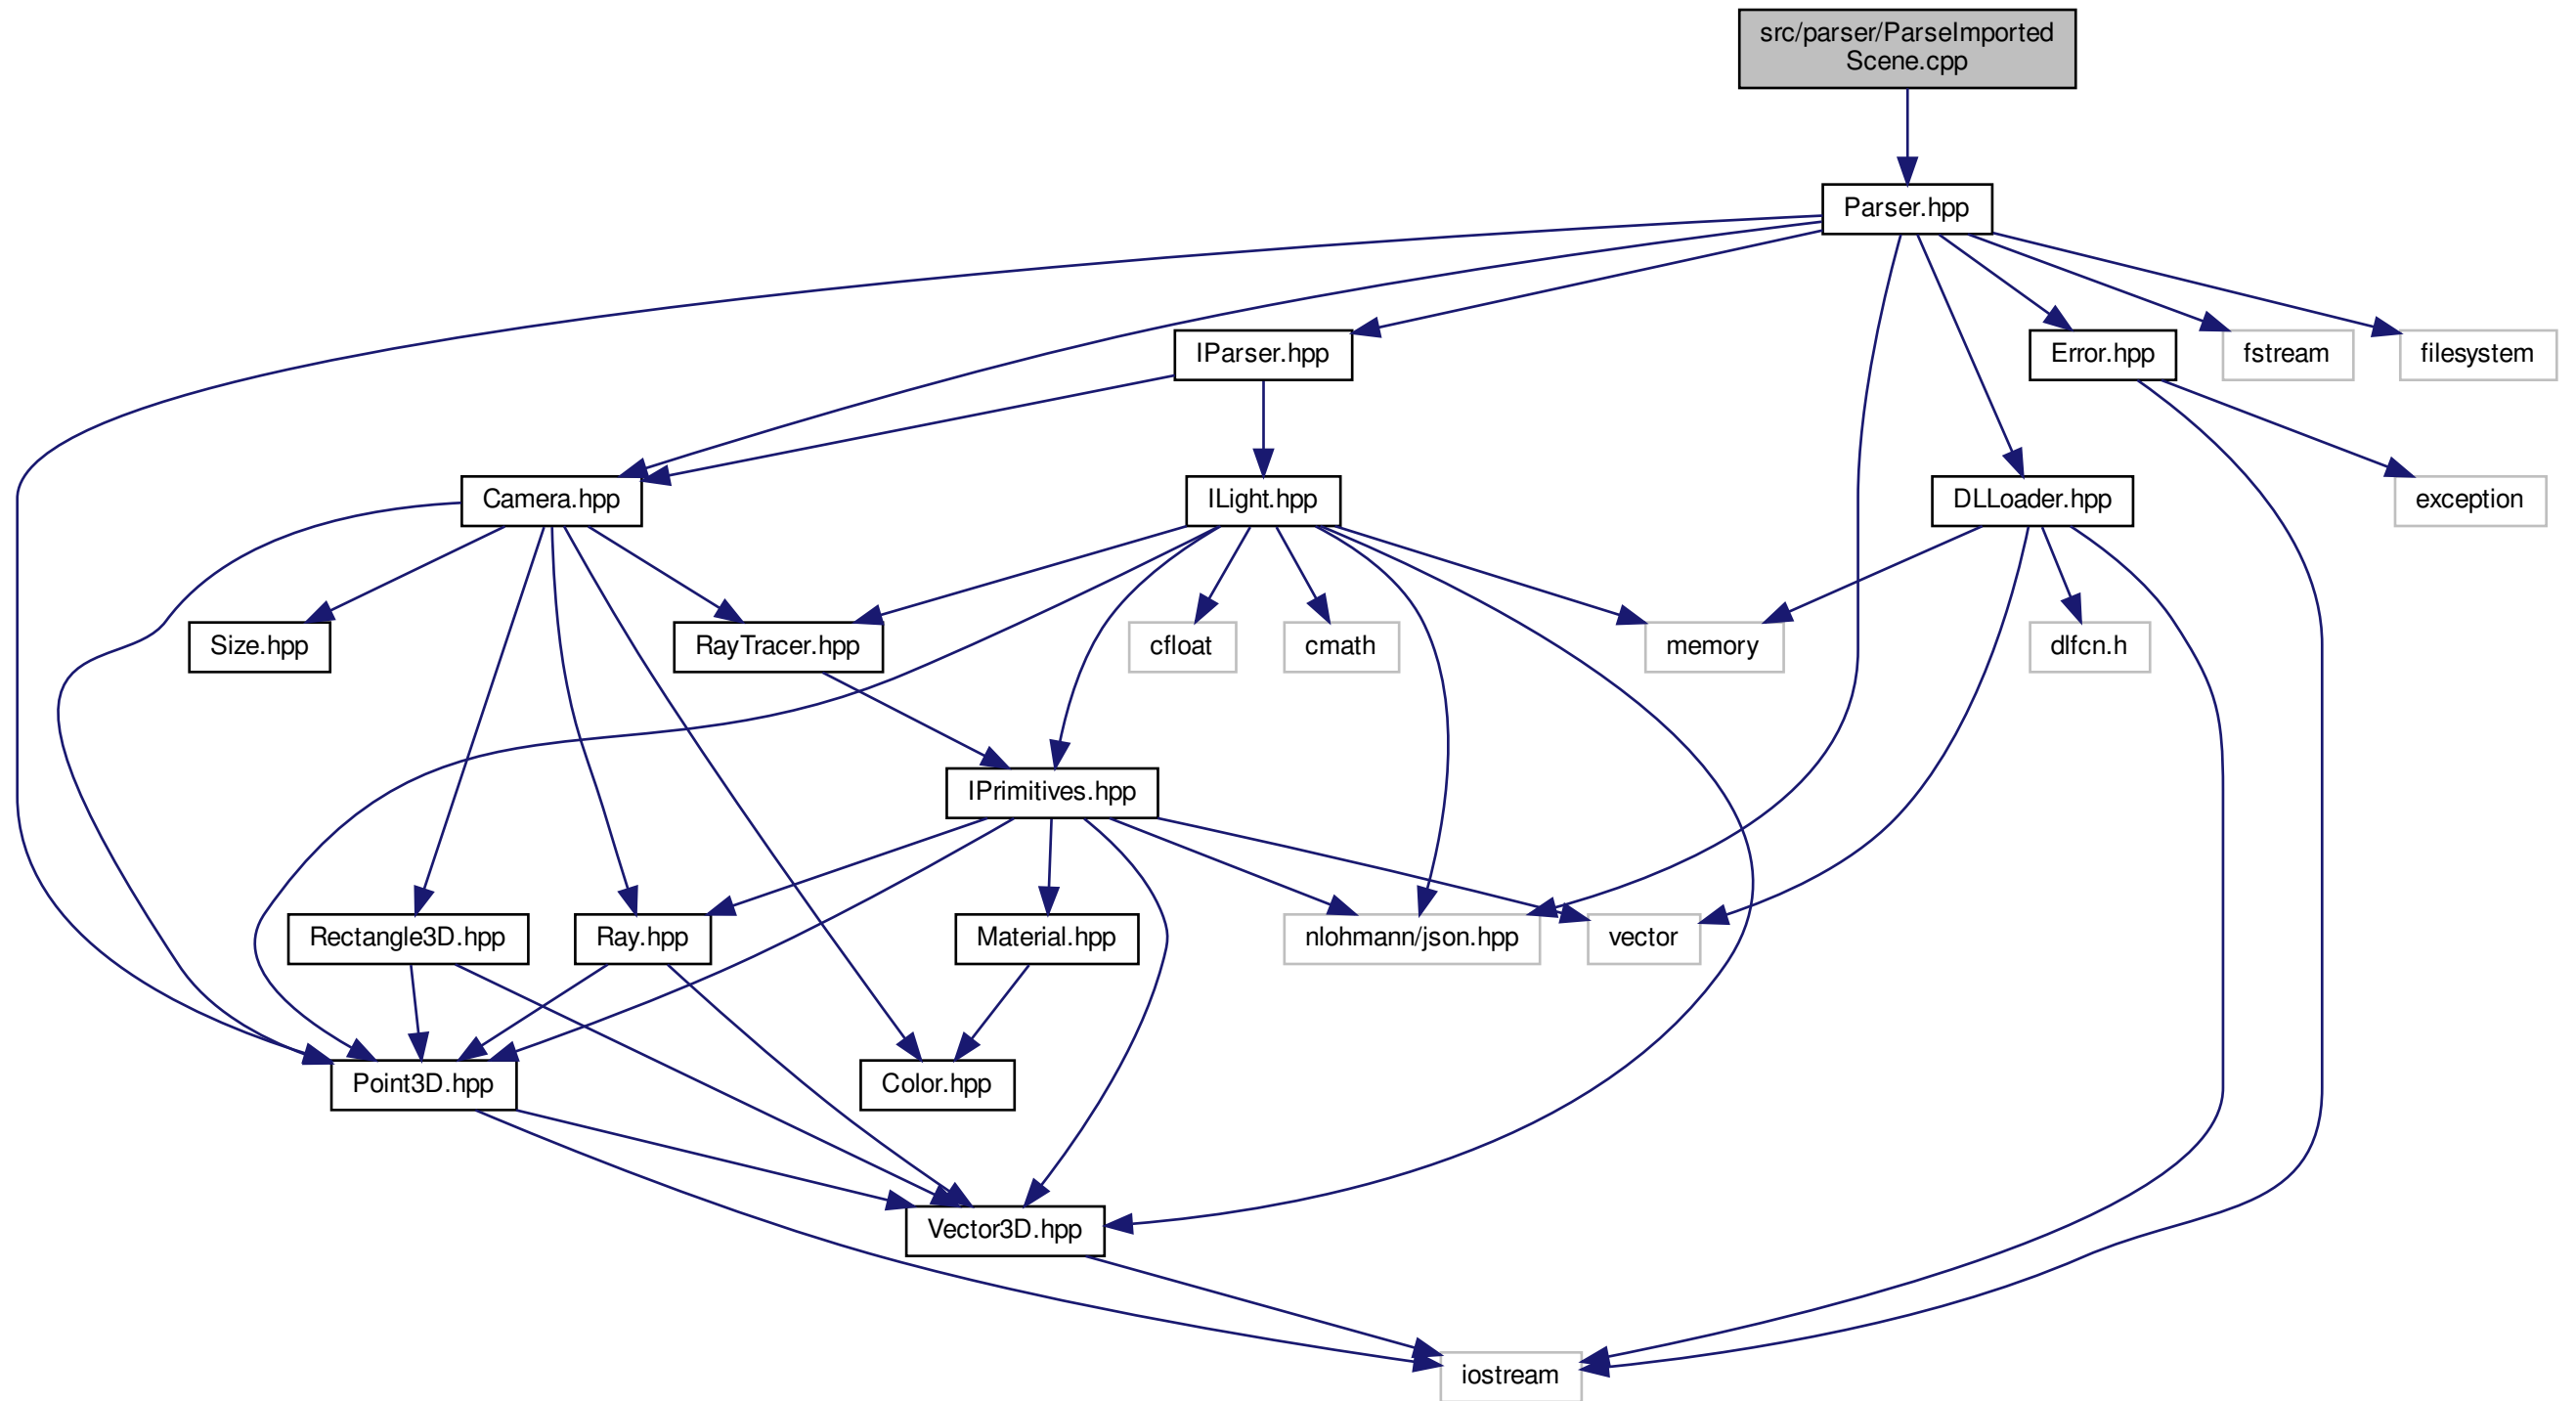 src/parser/ParseImported
Scene.cpp
Parser.hpp
IParser.hpp
Error.hpp
fstream
filesystem
Camera.hpp
ILight.hpp
DLLoader.hpp
exception
Size.hpp
RayTracer.hpp
cfloat
cmath
memory
dlfcn.h
IPrimitives.hpp
Rectangle3D.hpp
Ray.hpp
Material.hpp
nlohmann/json.hpp
vector
Point3D.hpp
Color.hpp
Vector3D.hpp
iostream